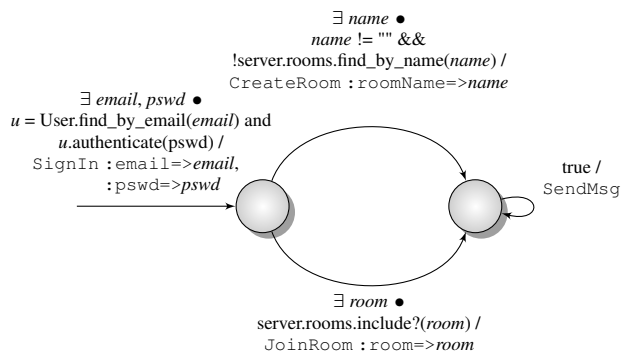 ∃ name ●
name != "" &&
!server.rooms.find_by_name(name) /
CreateRoom :roomName=>name
∃ email, pswd ●
u = User.find_by_email(email) and
u.authenticate(pswd) /
SignIn :email=>email,
:pswd=>pswd
true /
SendMsg
∃ room ●
server.rooms.include?(room) /
JoinRoom :room=>room